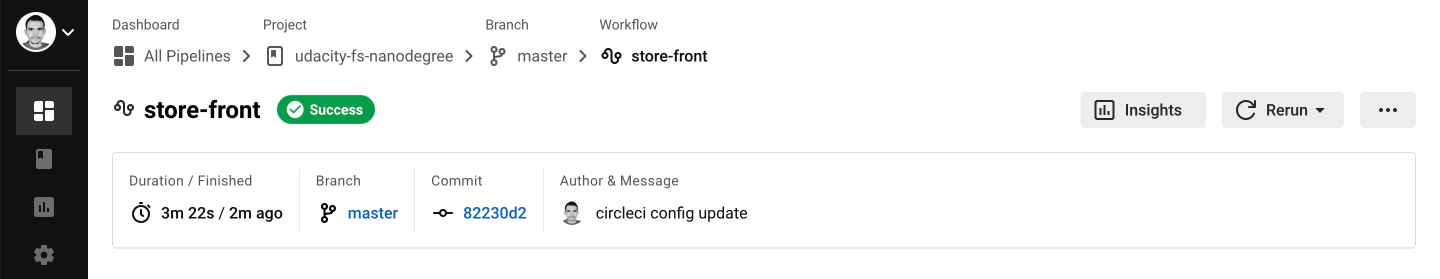 Dashboard Project Branch Workflow
All Pipelines udacity-fs-nanodegree master store-front
store-front Success Insights Rerun
Duration / Finished Branch Commit Author & Message
3m 22s / 2m ago master 82230d2 circleci config update